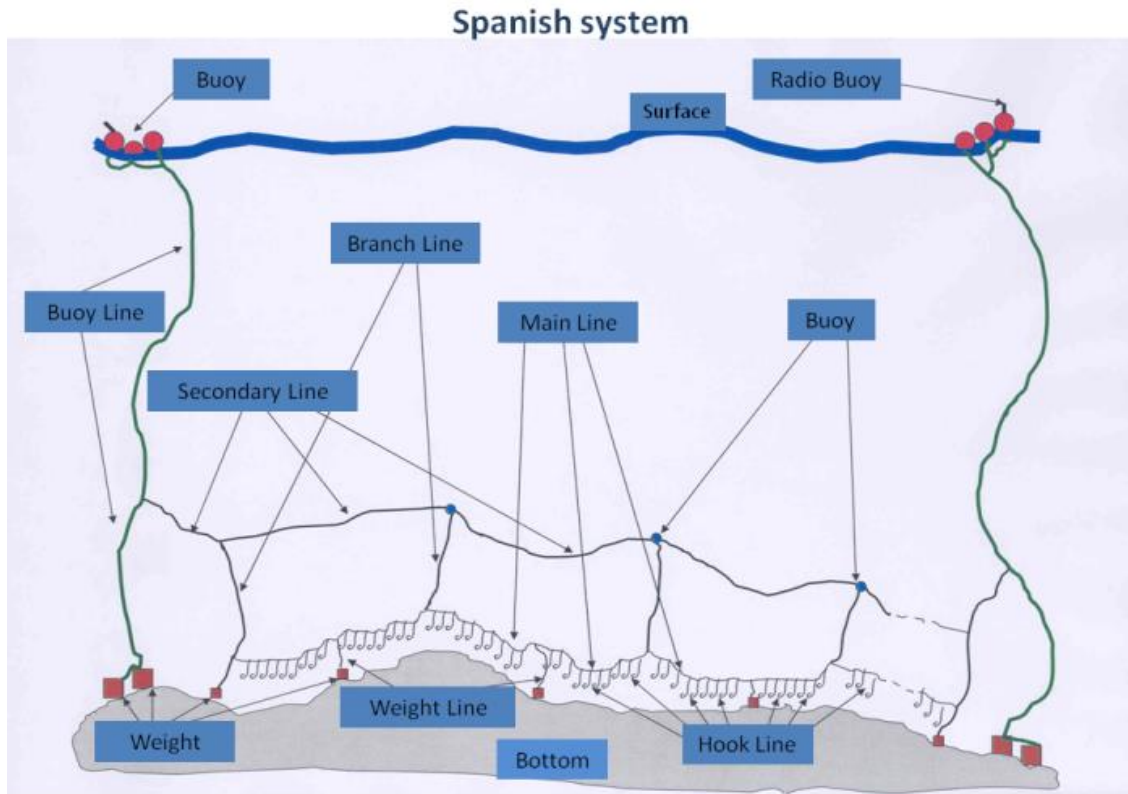 Spanish system
Buoy
Radio Buoy
Surface
Branch Line
Buoy Line
Main Line
Buoy
Secondary Line
Weight Line
Weight
Hook Line
Bottom